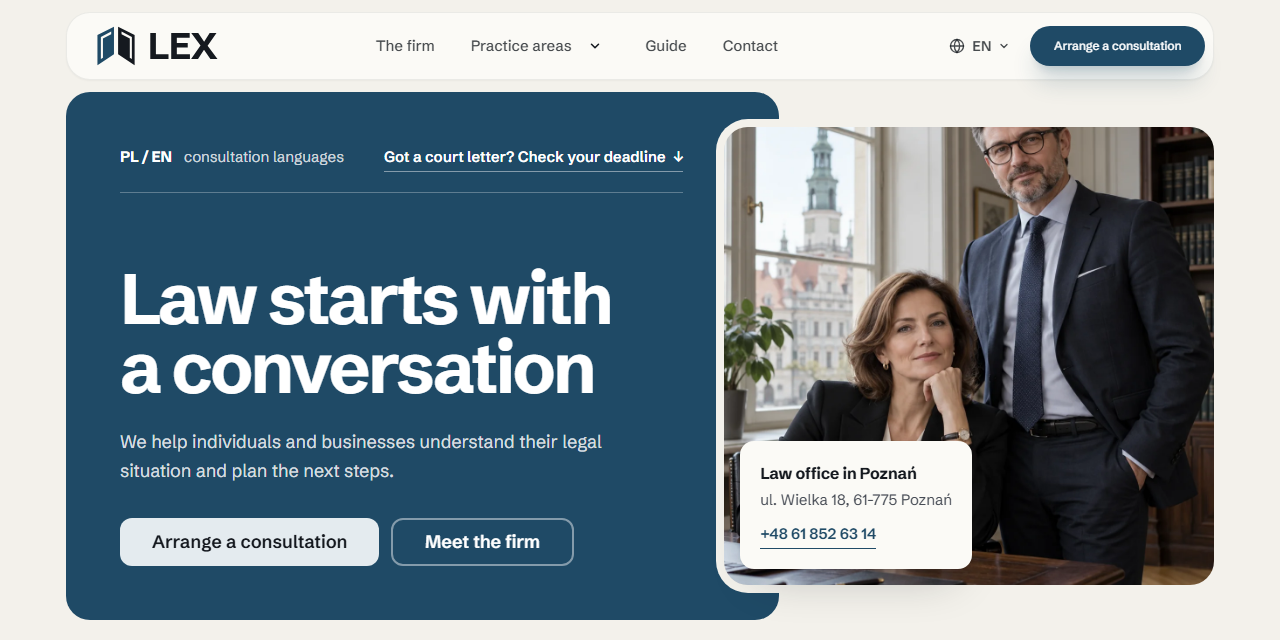 LEX
The firm
Practice areas
Guide
Contact
EN
Arrange a consultation
PL / EN consultation languages
Got a court letter? Check your deadline ↓
Law starts with
a conversation
We help individuals and businesses understand their legal
situation and plan the next steps.
Arrange a consultation
Meet the firm
Law office in Poznań
ul. Wielka 18, 61-775 Poznań
+48 61 852 63 14